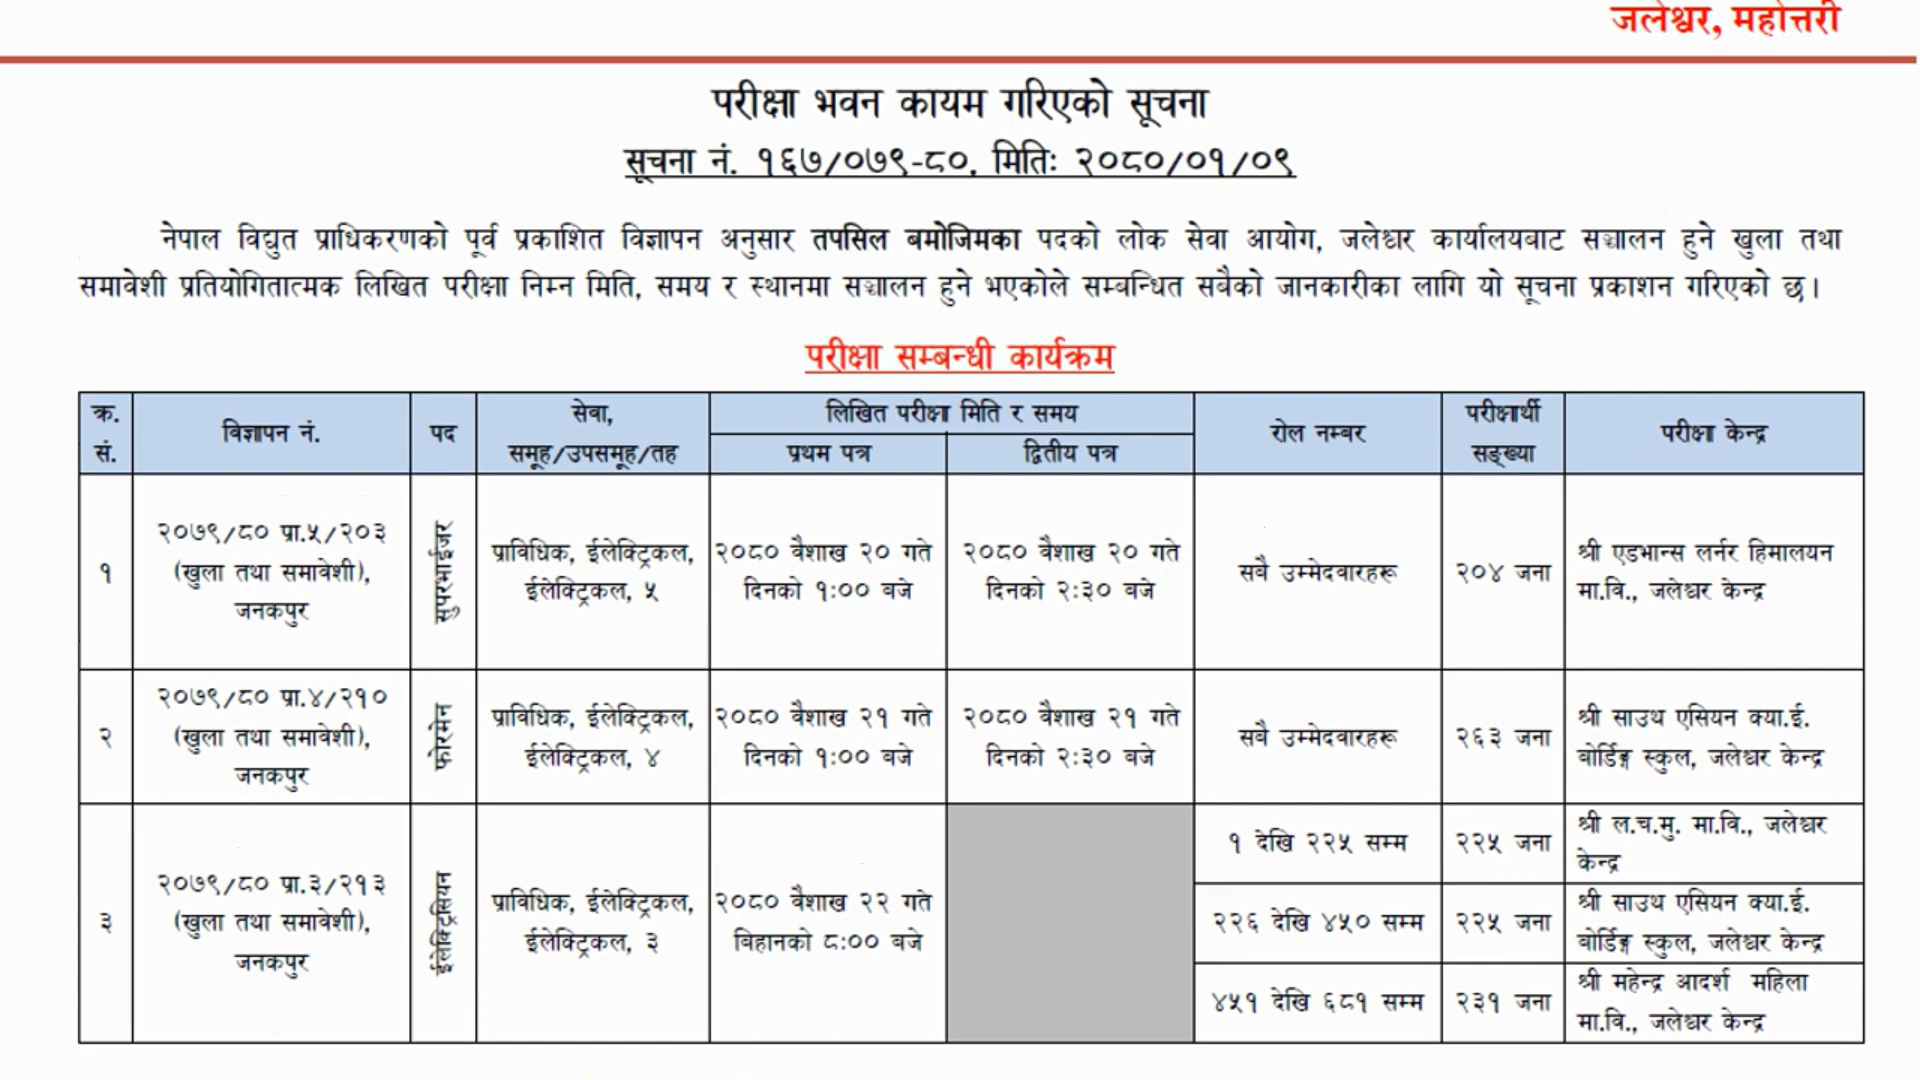 जलेश्वर, महोत्तरी
परीक्षा भवन कायम गरिएको सूचना
सूचना नं. १६७/०७९-८०, मितिः २०८०/०१/०९
नेपाल विद्युत प्राधिकरणको पूर्व प्रकाशित विज्ञापन अनुसार तपसिल बमोजिमका पदको लोक सेवा आयोग, जलेश्वर कार्यालयबाट सञ्चालन हुने खुला तथा
समावेशी प्रतियोगितात्मक लिखित परीक्षा निम्न मिति, समय र स्थानमा सञ्चालन हुने भएकोले सम्बन्धित सबैको जानकारीका लागि यो सूचना प्रकाशन गरिएको छ।
परीक्षा सम्बन्धी कार्यक्रम
क्र.
सं.
विज्ञापन नं.
पद
सेवा,
समूह/उपसमूह/तह
लिखित परीक्षा मिति र समय
प्रथम पत्र
द्वितीय पत्र
रोल नम्बर
परीक्षार्थी
सङ्ख्या
परीक्षा केन्द्र
१
२०७९/८० प्रा.५/२०३
(खुला तथा समावेशी),
जनकपुर
सुपरभाईजर
प्राविधिक, ईलेक्ट्रिकल,
ईलेक्ट्रिकल, ५
२०८० वैशाख २० गते
दिनको १:०० बजे
२०८० वैशाख २० गते
दिनको २:३० बजे
सबै उम्मेदवारहरू
२०४ जना
श्री एडभान्स लर्नर हिमालयन
मा.वि., जलेश्वर केन्द्र
२
२०७९/८० प्रा.४/२१०
(खुला तथा समावेशी),
जनकपुर
फोरमेन
प्राविधिक, ईलेक्ट्रिकल,
ईलेक्ट्रिकल, ४
२०८० वैशाख २१ गते
दिनको १:०० बजे
२०८० वैशाख २१ गते
दिनको २:३० बजे
सबै उम्मेदवारहरू
२६३ जना
श्री साउथ एसियन क्या.ई.
बोर्डिङ्ग स्कुल, जलेश्वर केन्द्र
३
२०७९/८० प्रा.३/२१३
(खुला तथा समावेशी),
जनकपुर
ईलेक्ट्रिसियन
प्राविधिक, ईलेक्ट्रिकल,
ईलेक्ट्रिकल, ३
२०८० वैशाख २२ गते
बिहानको ८:०० बजे
१ देखि २२५ सम्म
२२५ जना
श्री ल.च.मु. मा.वि., जलेश्वर
केन्द्र
२२६ देखि ४५० सम्म
२२५ जना
श्री साउथ एसियन क्या.ई.
बोर्डिङ्ग स्कुल, जलेश्वर केन्द्र
४५१ देखि ६८१ सम्म
२३१ जना
श्री महेन्द्र आदर्श महिला
मा.वि., जलेश्वर केन्द्र